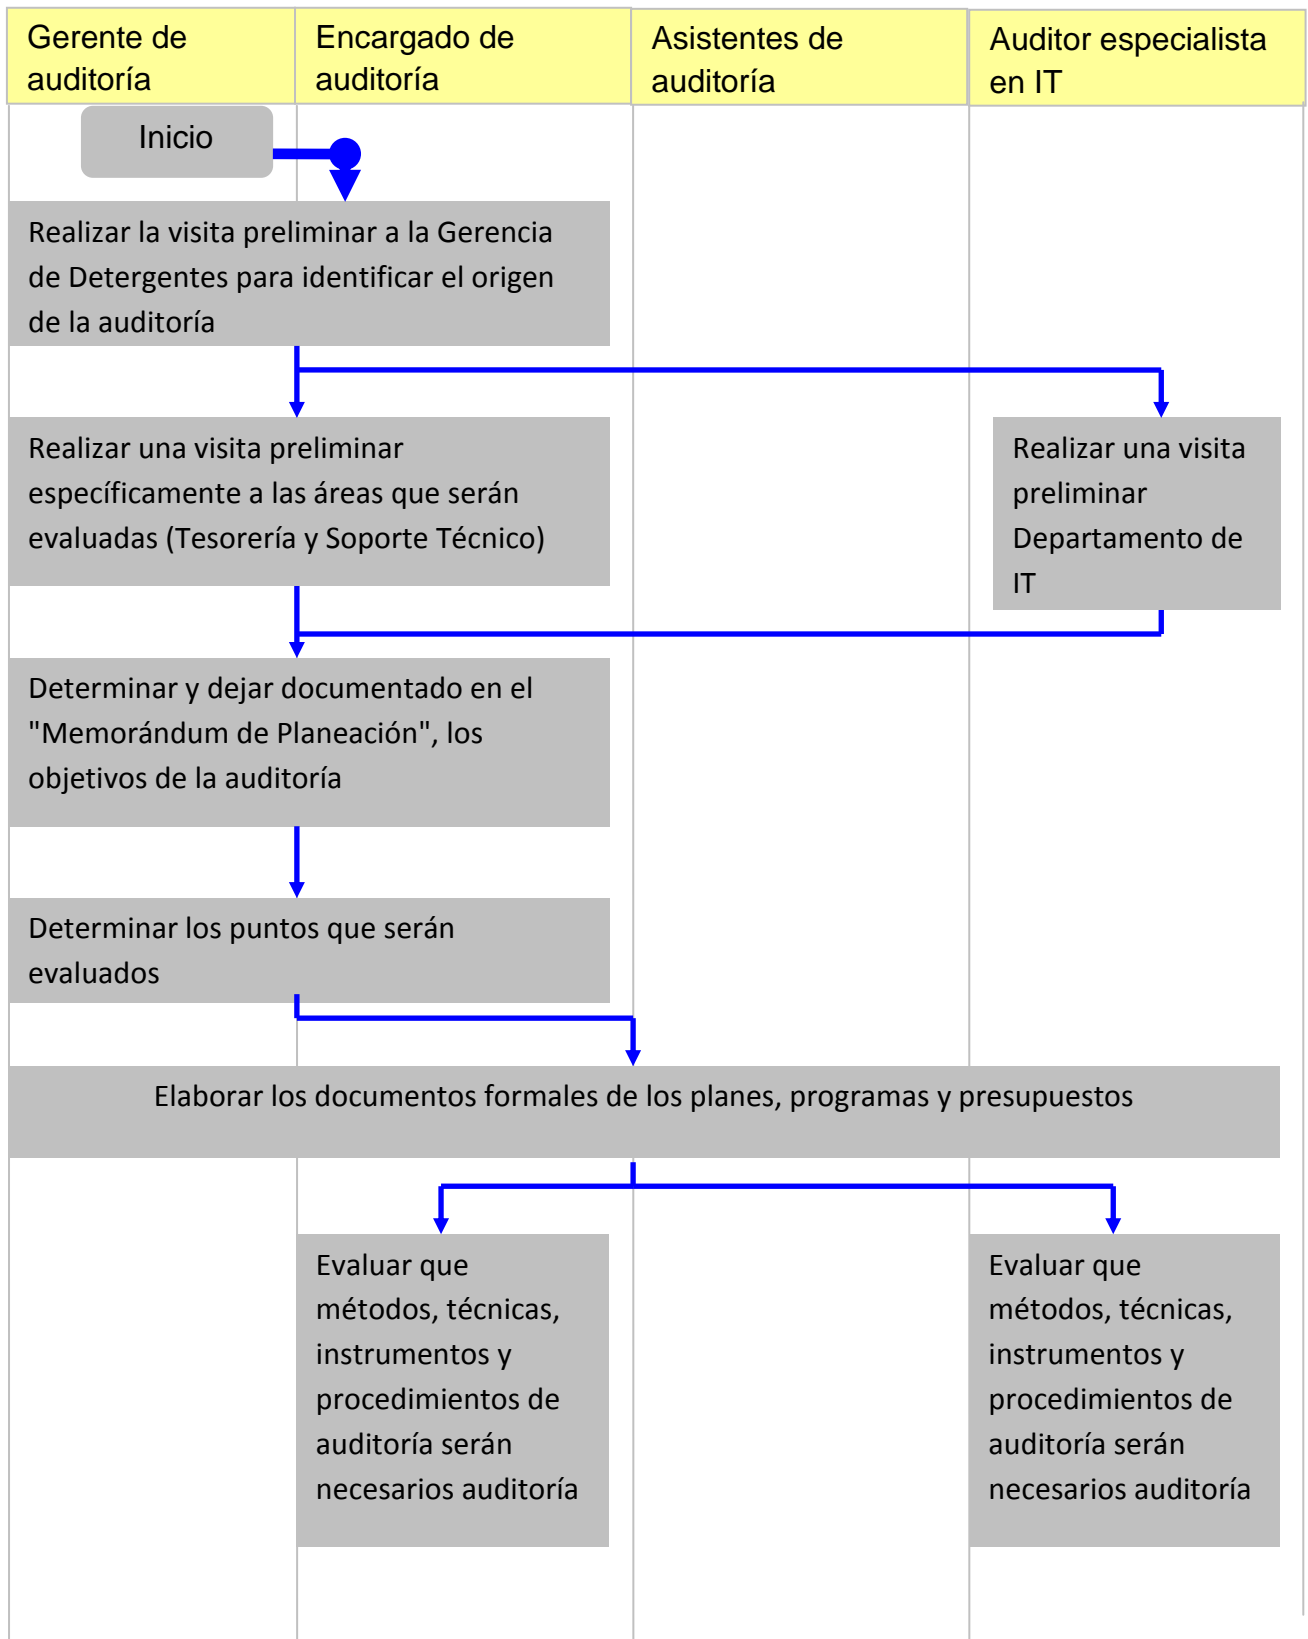 Gerente de
auditoría
Encargado de
auditoría
Asistentes de
auditoría
Auditor especialista
en IT
Inicio
Realizar la visita preliminar a la Gerencia
de Detergentes para identificar el origen
de la auditoría
Realizar una visita preliminar
específicamente a las áreas que serán
evaluadas (Tesorería y Soporte Técnico)
Realizar una visita
preliminar
Departamento de
IT
Determinar y dejar documentado en el
"Memorándum de Planeación", los
objetivos de la auditoría
Determinar los puntos que serán
evaluados
Elaborar los documentos formales de los planes, programas y presupuestos
Evaluar que
métodos, técnicas,
instrumentos y
procedimientos de
auditoría serán
necesarios auditoría
Evaluar que
métodos, técnicas,
instrumentos y
procedimientos de
auditoría serán
necesarios auditoría